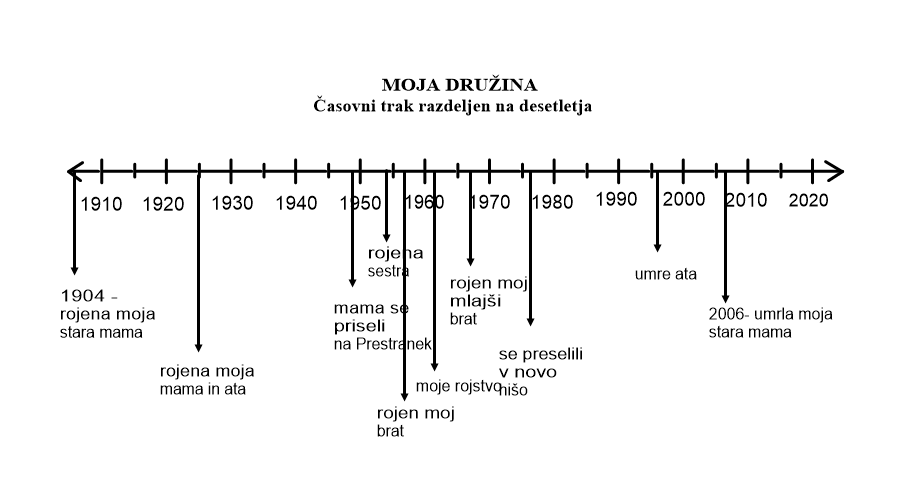 MOJA DRUŽINA
Časovni trak razdeljen na desetletja
1910 1920 1930 1940 1950 1960 1970 1980 1990 2000 2010 2020
rojena
sestra
umre ata
rojen moj
mlajši
brat
1904 -
rojena moja
stara mama
mama se
priseli
na Prestranek
2006- umrla moja
stara mama
se preselili
v novo
hišo
rojena moja
mama in ata
moje rojstvo
rojen moj
brat